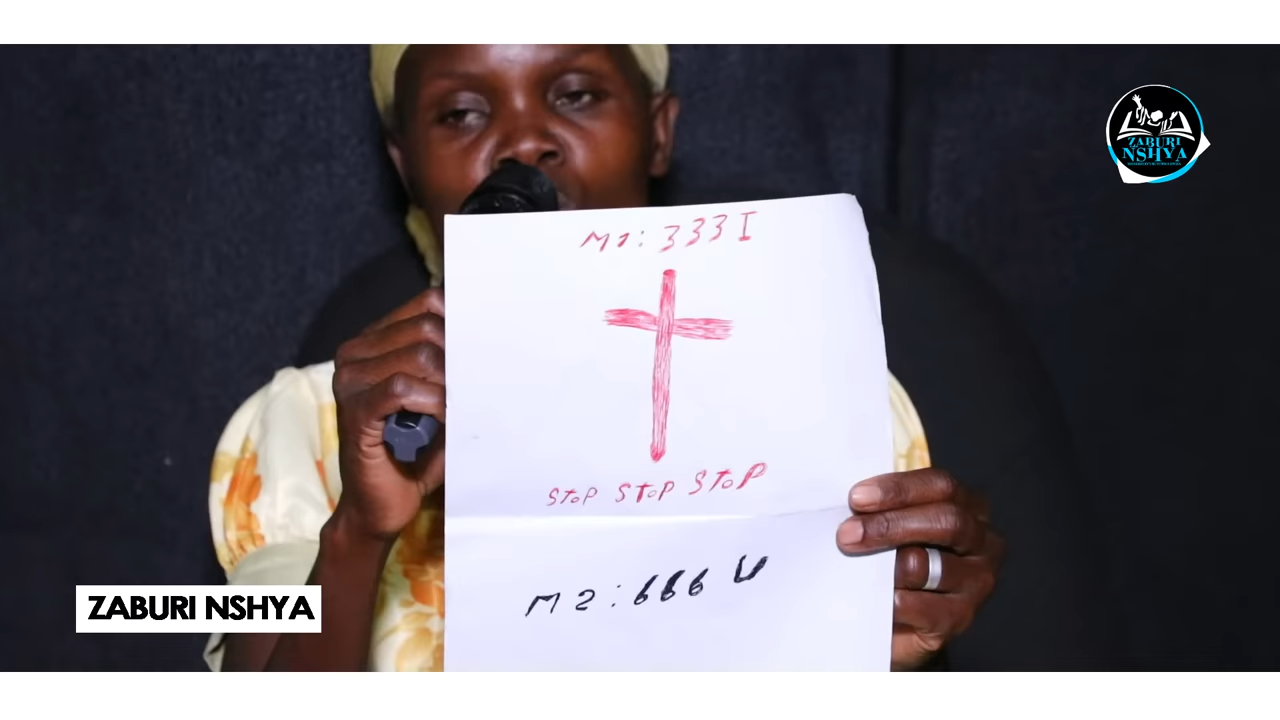 ZABURI
NSHYA
M1: 333 I
STOP STOP STOP
M2: 666 U
ZABURI NSHYA